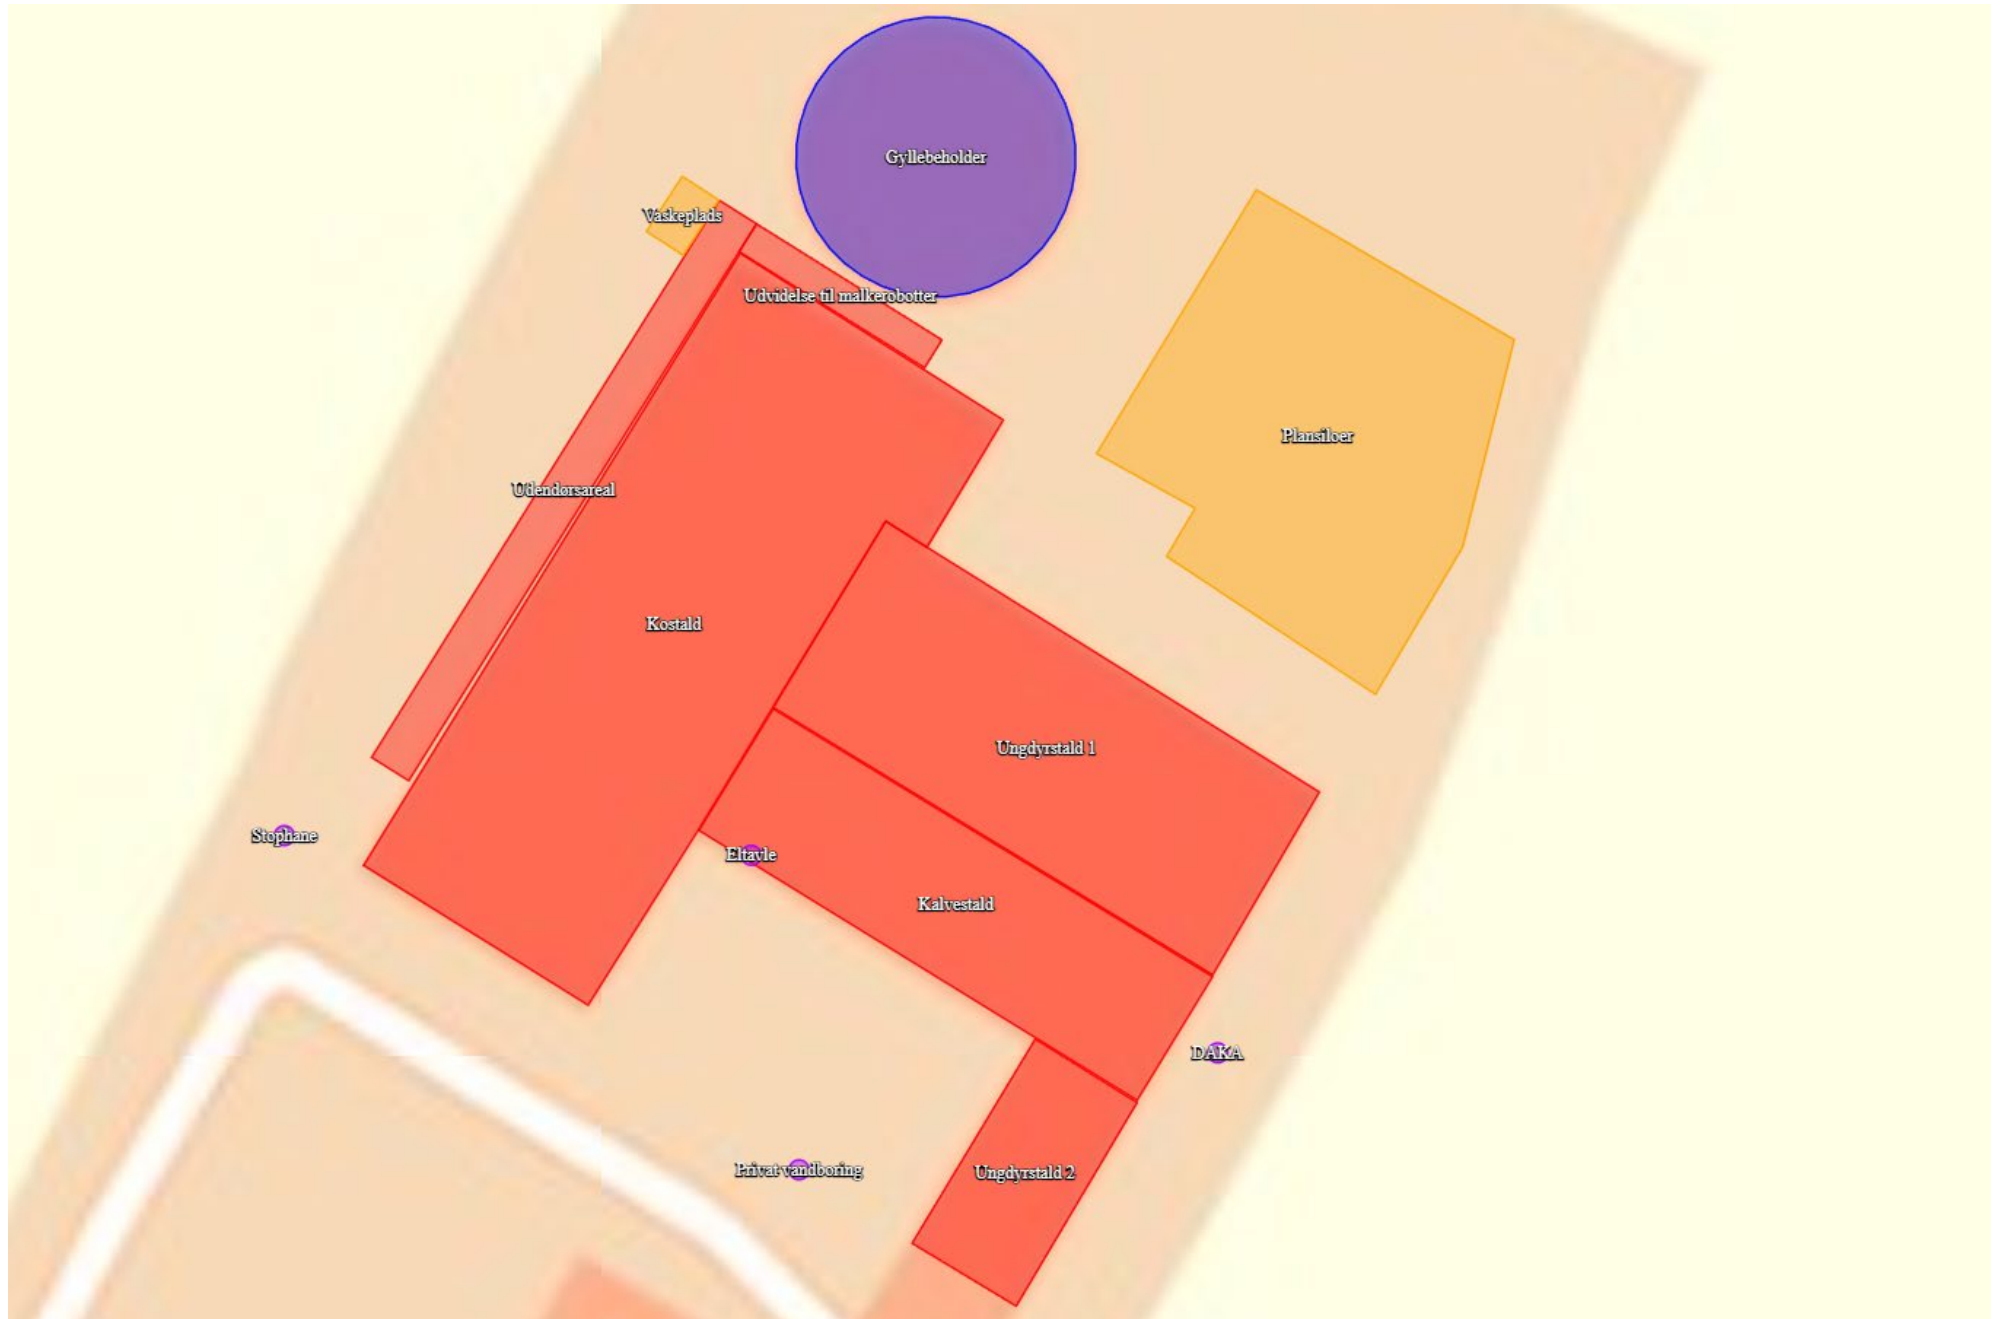 Gyllebeholder
Vaskeplads
Udvidelse til malkerobotter
Plansiloer
Udendørsareal
Kostald
Ungdyrstald 1
Stophane
Eltavle
Kalvestald
DAKA
Privat vandboring
Ungdyrstald 2